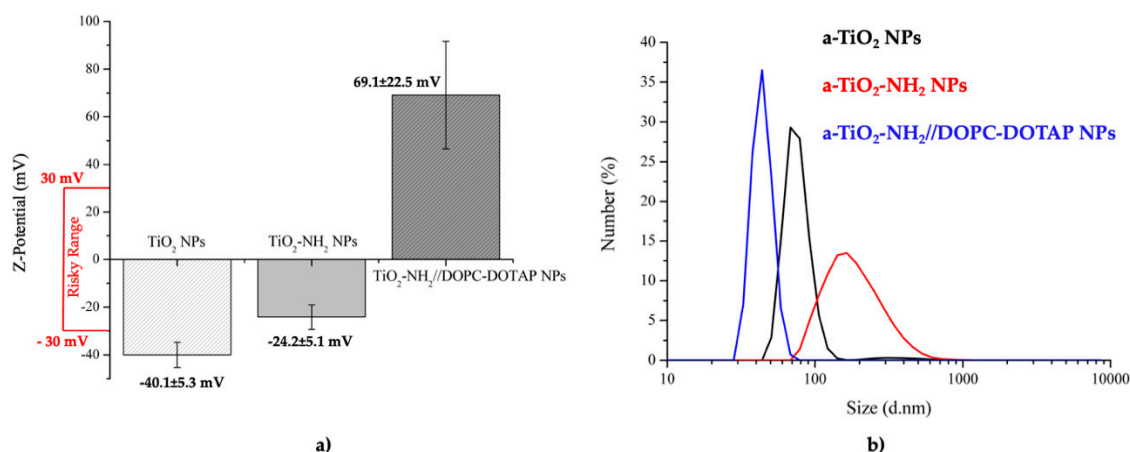 100
80
60
40
20
0
-20
-40
Z-Potential (mV)
30 mV
Risky Range
- 30 mV
69.1±22.5 mV
TiO2 NPs
TiO2-NH2 NPs
TiO2-NH2//DOPC-DOTAP NPs
-24.2±5.1 mV
-40.1±5.3 mV
a)
40
35
30
25
20
15
10
5
0
Number (%)
a-TiO2 NPs
a-TiO2-NH2 NPs
a-TiO2-NH2//DOPC-DOTAP NPs
10 100 1000 10000
Size (d.nm)
b)